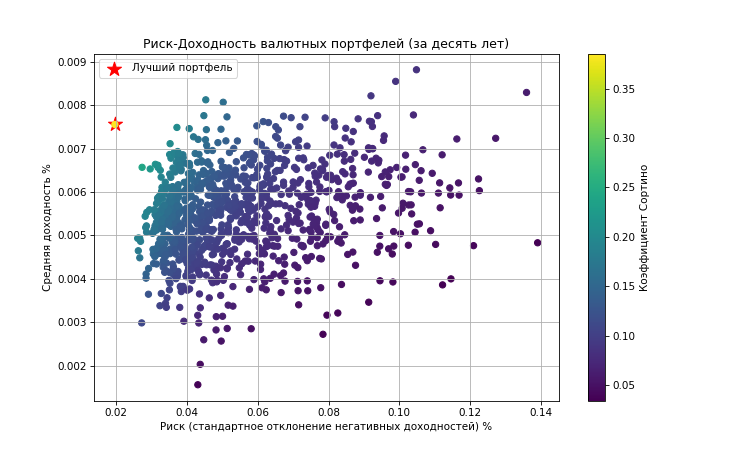 Риск-Доходность валютных портфелей (за десять лет)
Лучший портфель
Средняя доходность %
0.009
0.008
0.007
0.006
0.005
0.004
0.003
0.002
0.02 0.04 0.06 0.08 0.10 0.12 0.14
Риск (стандартное отклонение негативных доходностей) %
0.35
0.30
0.25
0.20
0.15
0.10
0.05
Коэффициент Сортино